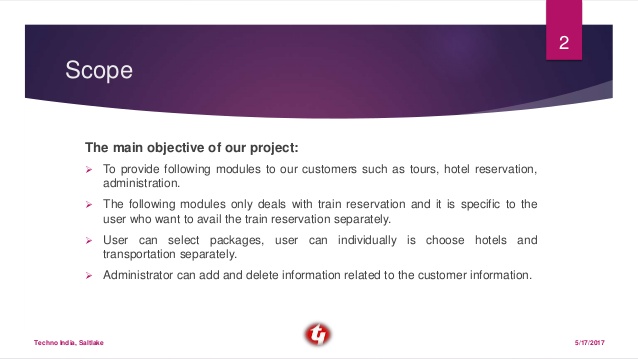 2
Scope
The main objective of our project:
To provide following modules to our customers such as tours, hotel reservation,
administration.
The following modules only deals with train reservation and it is specific to the
user who want to avail the train reservation separately.
User can select packages, user can individually is choose hotels and
transportation separately.
Administrator can add and delete information related to the customer information.
Techno India, Saltlake
5/17/2017